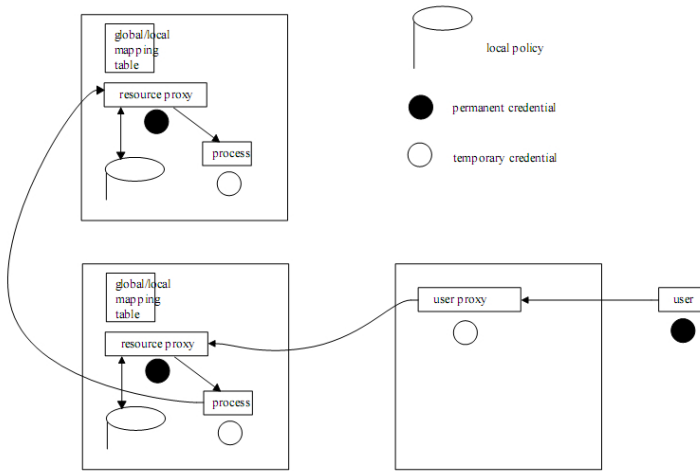 global/local
mapping
table
resource proxy
process
local policy
permanent credential
temporary credential
global/local
mapping
table
resource proxy
process
user proxy
user